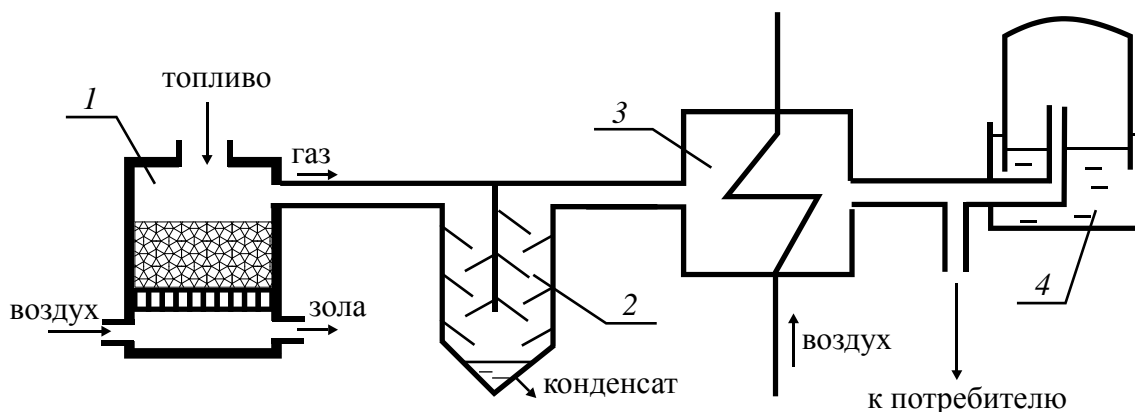 топливо
1
газ
3
воздух
зола
2
4
воздух
конденсат
к потребителю